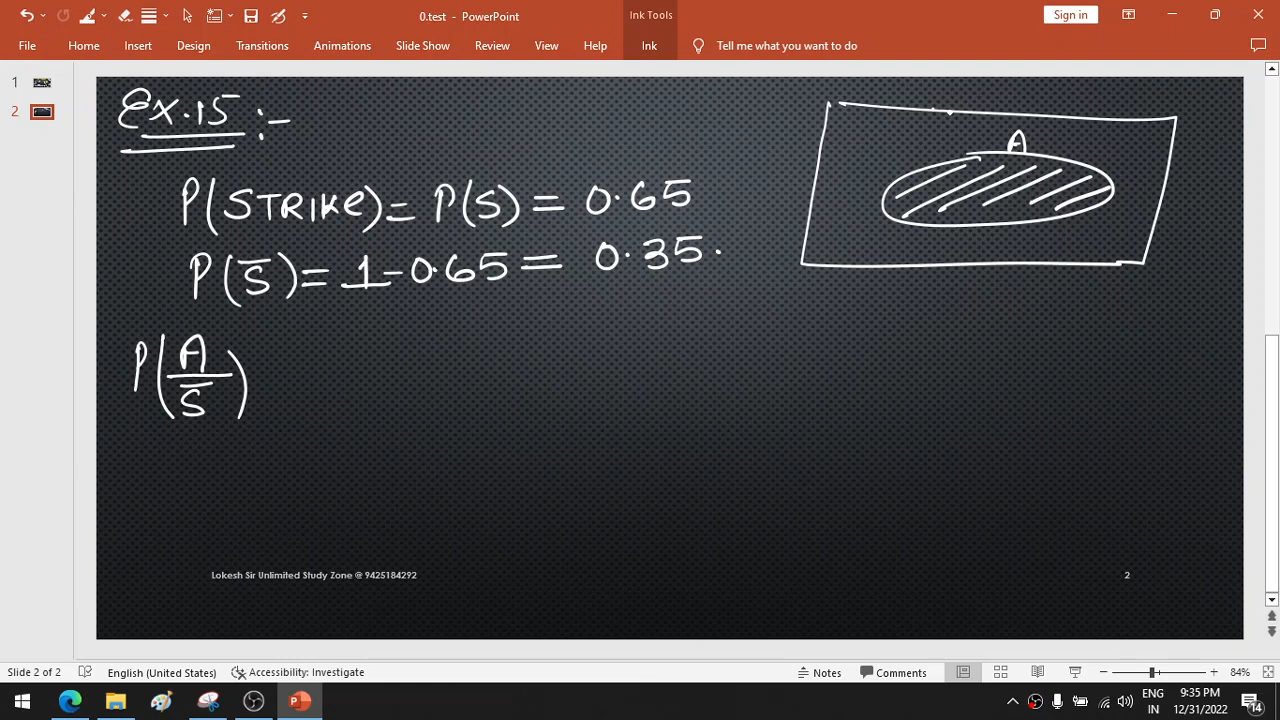 0.test - PowerPoint
Ink Tools
Sign in
File Home Insert Design Transitions Animations Slide Show Review View Help Ink Tell me what you want to do
1
2
Ex.15 :-
A
P(STRIKE) = P(S) = 0.65
P(S̅) = 1-0.65 = 0.35.
P(A/S̅)
Lokesh Sir Unlimited Study Zone @ 9425184292
2
Slide 2 of 2 English (United States) Accessibility: Investigate Notes Comments 84%
ENG 9:35 PM
IN 12/31/2022 14